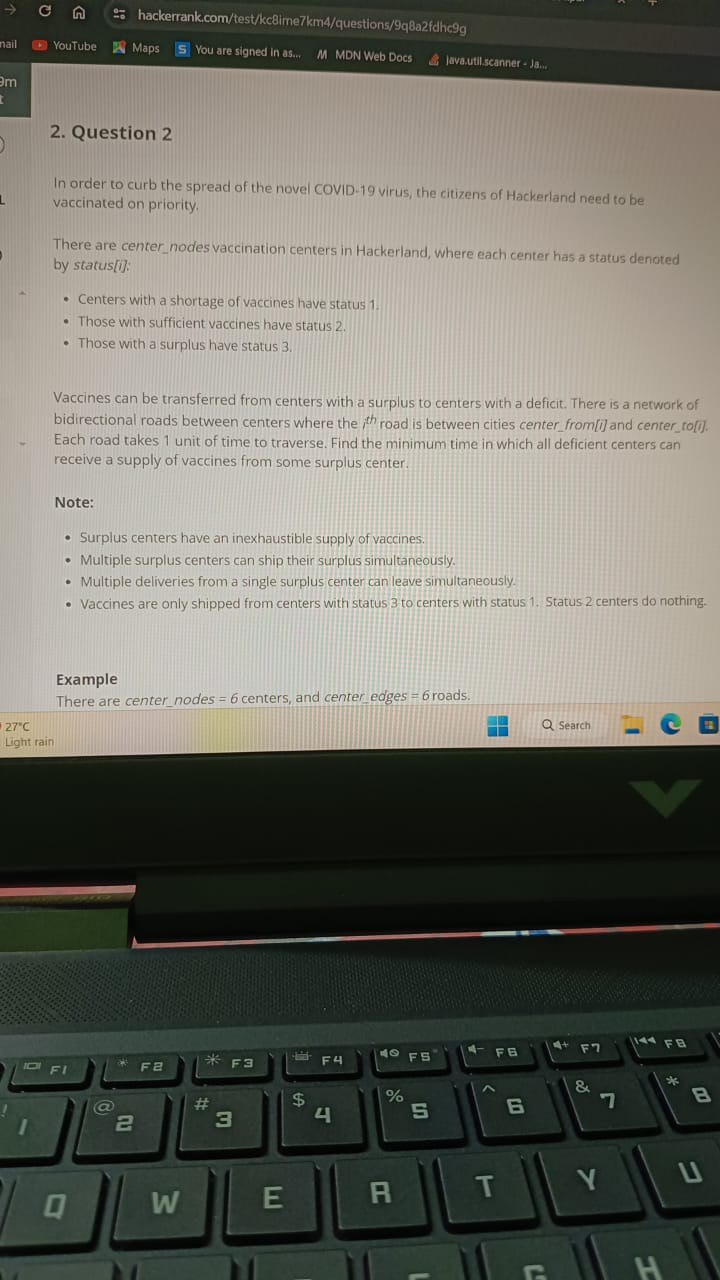 hackerrank.com/test/kc8ime7km4/questions/9q8a2fdhc9g
YouTube Maps S You are signed in as... M MDN Web Docs java.util.scanner - Ja...
2. Question 2
In order to curb the spread of the novel COVID-19 virus, the citizens of Hackerland need to be
vaccinated on priority.
There are center_nodes vaccination centers in Hackerland, where each center has a status denoted
by status[i]:
• Centers with a shortage of vaccines have status 1.
• Those with sufficient vaccines have status 2.
• Those with a surplus have status 3.
Vaccines can be transferred from centers with a surplus to centers with a deficit. There is a network of
bidirectional roads between centers where the ith road is between cities center_from[i] and center_to[i].
Each road takes 1 unit of time to traverse. Find the minimum time in which all deficient centers can
receive a supply of vaccines from some surplus center.
Note:
• Surplus centers have an inexhaustible supply of vaccines.
• Multiple surplus centers can ship their surplus simultaneously.
• Multiple deliveries from a single surplus center can leave simultaneously.
• Vaccines are only shipped from centers with status 3 to centers with status 1. Status 2 centers do nothing.
Example
There are center_nodes = 6 centers, and center_edges = 6 roads.
27°C
Light rain
Search
F1 F2 F3 F4 F5 F6 F7 F8
! 1 @ 2 # 3 $ 4 % 5 ^ 6 & 7 * 8
Q W E R T Y U
G H